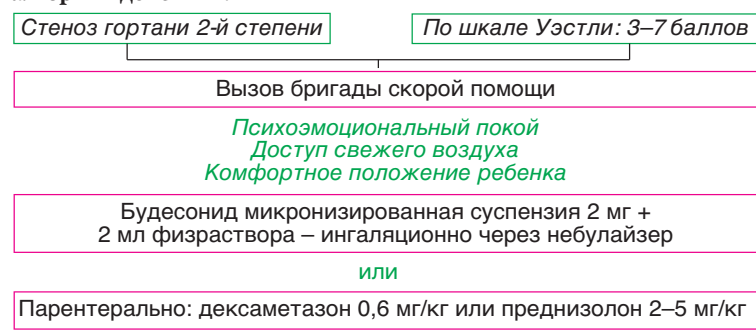 Стеноз гортани 2-й степени
По шкале Уэстли: 3–7 баллов
Вызов бригады скорой помощи
Психоэмоциональный покой
Доступ свежего воздуха
Комфортное положение ребенка
Будесонид микронизированная суспензия 2 мг +
2 мл физраствора – ингаляционно через небулайзер
или
Парентерально: дексаметазон 0,6 мг/кг или преднизолон 2–5 мг/кг